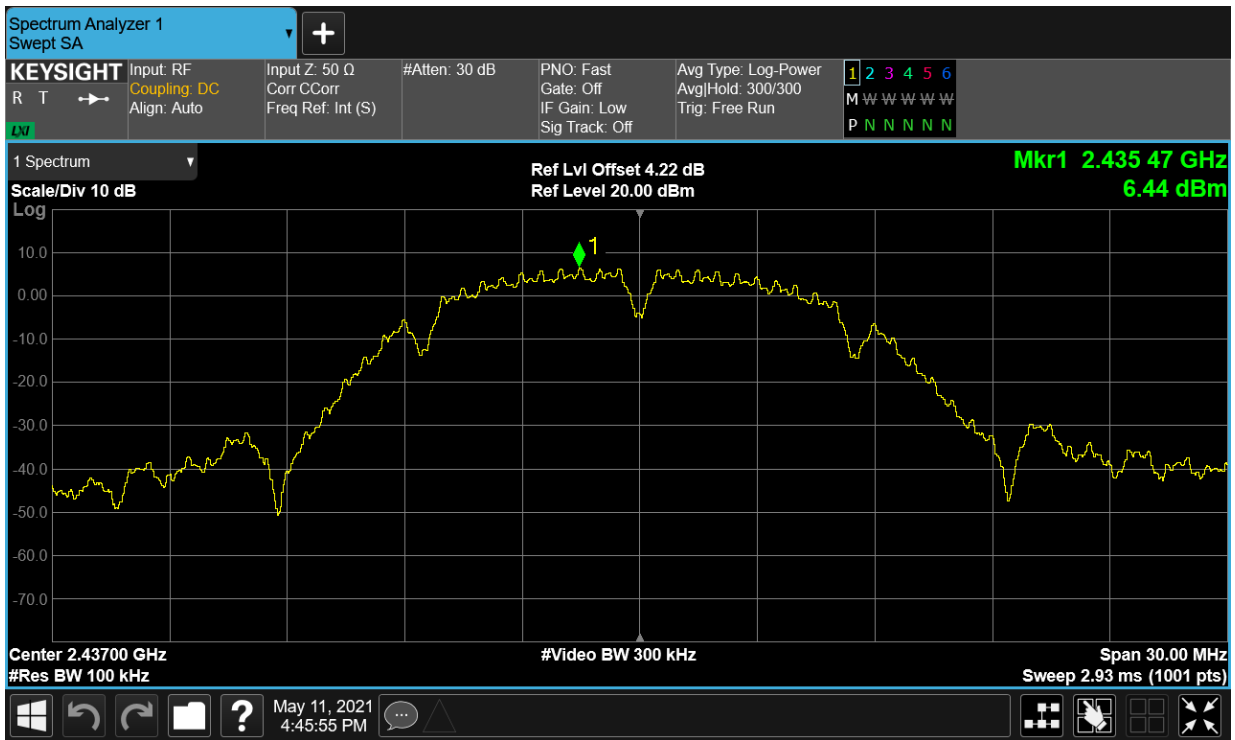 Spectrum Analyzer 1
Swept SA
KEYSIGHT
R T
LXI
Input: RF
Coupling: DC
Align: Auto
Input Z: 50 Ω
Corr CCorr
Freq Ref: Int (S)
#Atten: 30 dB
PNO: Fast
Gate: Off
IF Gain: Low
Sig Track: Off
Avg Type: Log-Power
Avg|Hold: 300/300
Trig: Free Run
1 2 3 4 5 6
M W W W W W
P N N N N N
1 Spectrum
Scale/Div 10 dB
Log
Ref Lvl Offset 4.22 dB
Ref Level 20.00 dBm
Mkr1 2.435 47 GHz
6.44 dBm
1
10.0
0.00
-10.0
-20.0
-30.0
-40.0
-50.0
-60.0
-70.0
Center 2.43700 GHz
#Res BW 100 kHz
#Video BW 300 kHz
Span 30.00 MHz
Sweep 2.93 ms (1001 pts)
?
May 11, 2021
4:45:55 PM